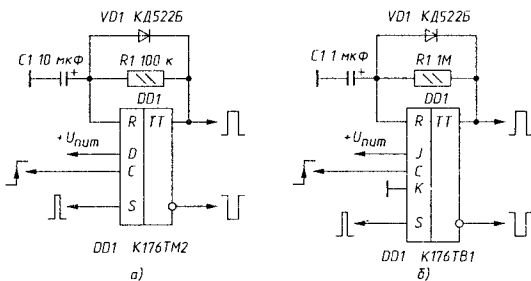 VD1 КД522Б
C1 10 мкФ
+
R1 100 к
DD1
R
TT
+Uпит
D
C
S
DD1 К176ТМ2
а)
VD1 КД522Б
C1 1 мкФ
+
R1 1М
DD1
R
TT
+Uпит
J
C
K
S
DD1 К176ТВ1
б)